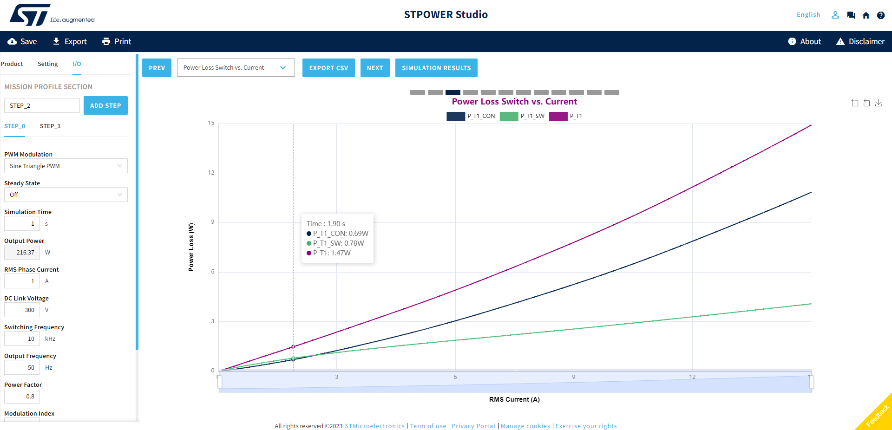 ST life.augmented
STPOWER Studio
English
Save Export Print
About Disclaimer
Product Setting I/O
MISSION PROFILE SECTION
STEP_2 ADD STEP
STEP_0 STEP_1
PWM Modulation
Sine Triangle PWM
Steady State
Off
Simulation Time
1 s
Output Power
216.37 W
RMS Phase Current
1 A
DC Link Voltage
300 V
Switching Frequency
10 kHz
Output Frequency
50 Hz
Power Factor
0.8
Modulation Index
PREV Power Loss Switch vs. Current EXPORT CSV NEXT SIMULATION RESULTS
Power Loss Switch vs. Current
P_T1_CON P_T1_SW P_T1
15
12
9
6
3
0
Power Loss (W)
Time : 1.90 s
P_T1_CON: 0.69W
P_T1_SW: 0.78W
P_T1: 1.47W
3 5 9 12
RMS Current (A)
All rights reserved ©2023 STMicroelectronics | Term of use Privacy Portal | Manage cookies | Exercise your rights
Feedback